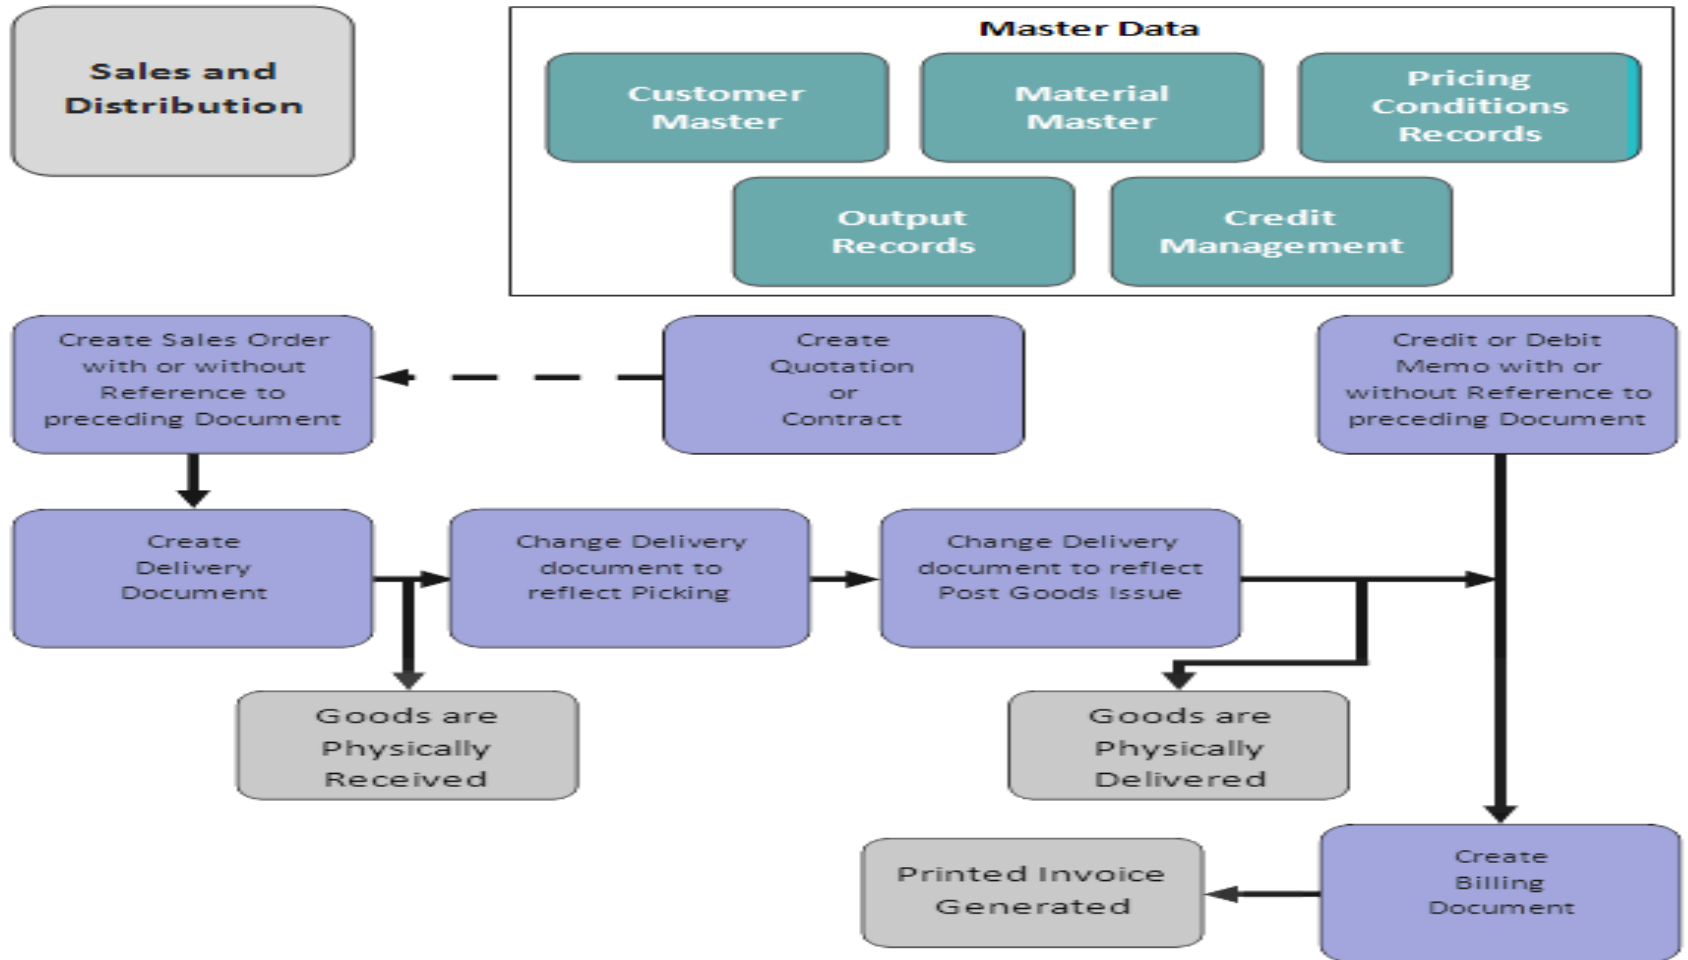 Sales and
Distribution
Master Data
Customer
Master
Material
Master
Pricing
Conditions
Records
Output
Records
Credit
Management
Create Sales Order
with or without
Reference to
preceding Document
Create
Quotation
or
Contract
Credit or Debit
Memo with or
without Reference to
preceding Document
Create
Delivery
Document
Change Delivery
document to
reflect Picking
Change Delivery
document to reflect
Post Goods Issue
Goods are
Physically
Received
Goods are
Physically
Delivered
Printed Invoice
Generated
Create
Billing
Document